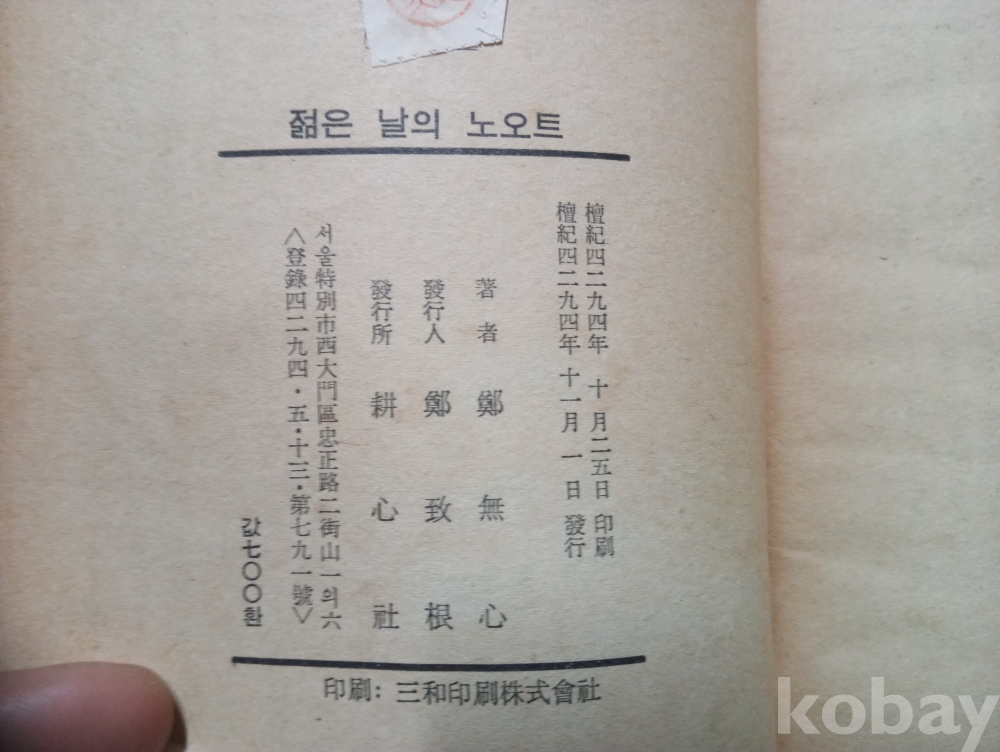 젊은 날의 노오트
檀紀四二九四年 十月二五日 印刷
檀紀四二九四年 十一月 一日 發行
著者 鄭無心
發行人 鄭致根
發行所 耕心社
서울特別市西大門區忠正路二街山一의六
<登錄四二九四·五·十三·第七九一號>
값七〇〇환
印刷: 三和印刷株式會社
kobay